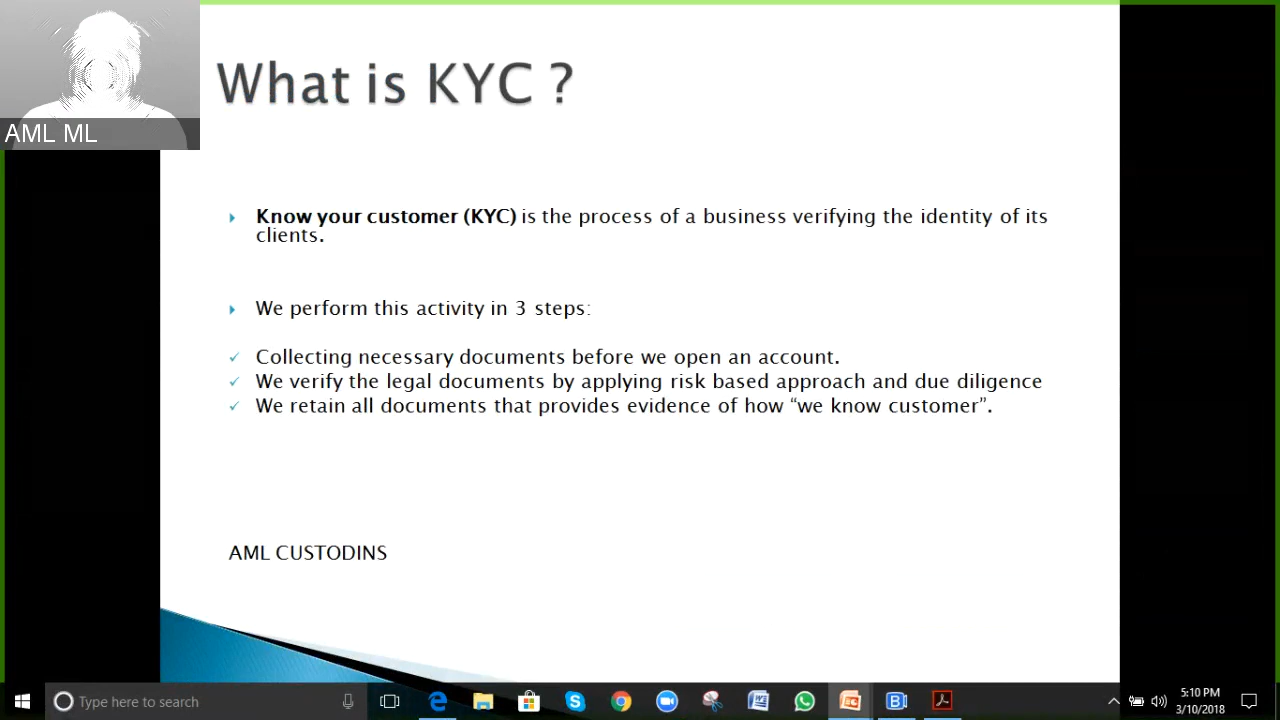 AML ML
What is KYC ?
Know your customer (KYC) is the process of a business verifying the identity of its
clients.
We perform this activity in 3 steps:
Collecting necessary documents before we open an account.
We verify the legal documents by applying risk based approach and due diligence
We retain all documents that provides evidence of how “we know customer”.
AML CUSTODINS
Type here to search
5:10 PM
3/10/2018